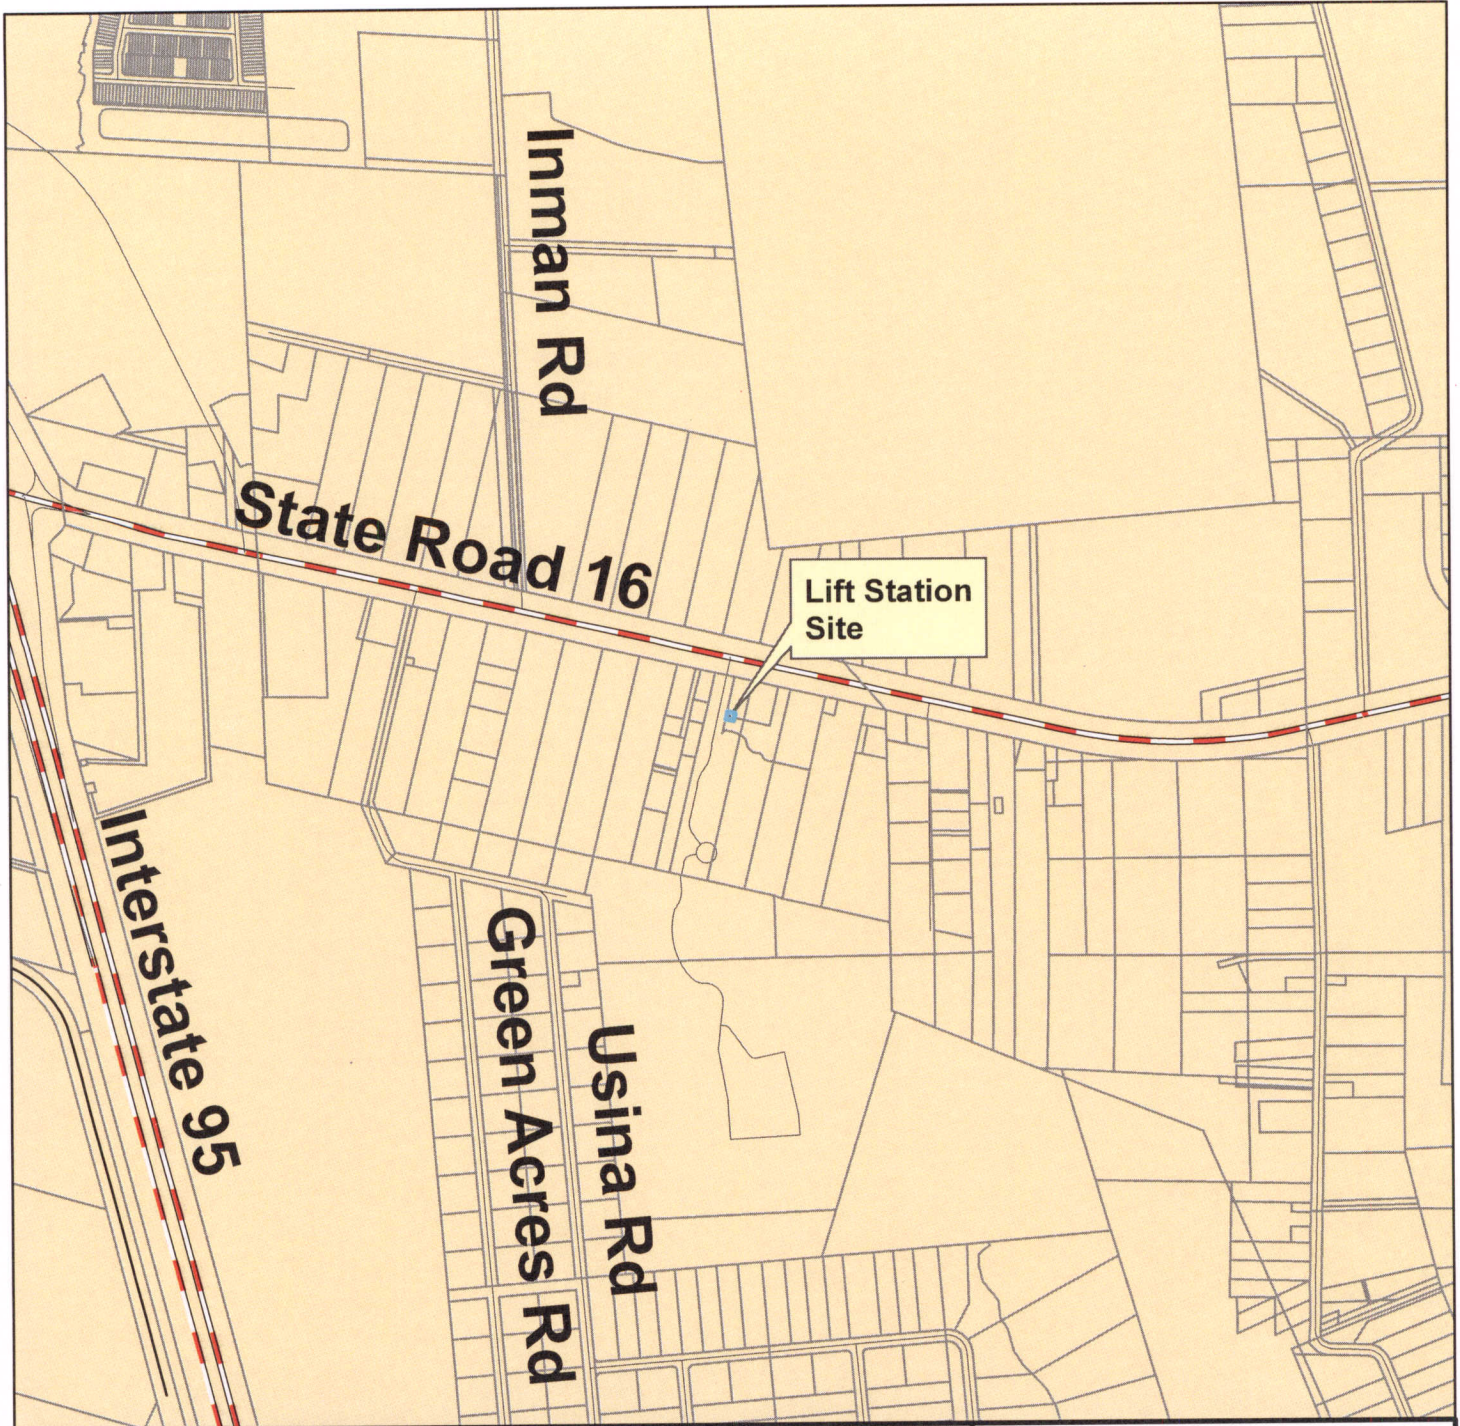 Inman Rd
State Road 16
Lift Station
Site
Interstate 95
Green Acres Rd
Usina Rd